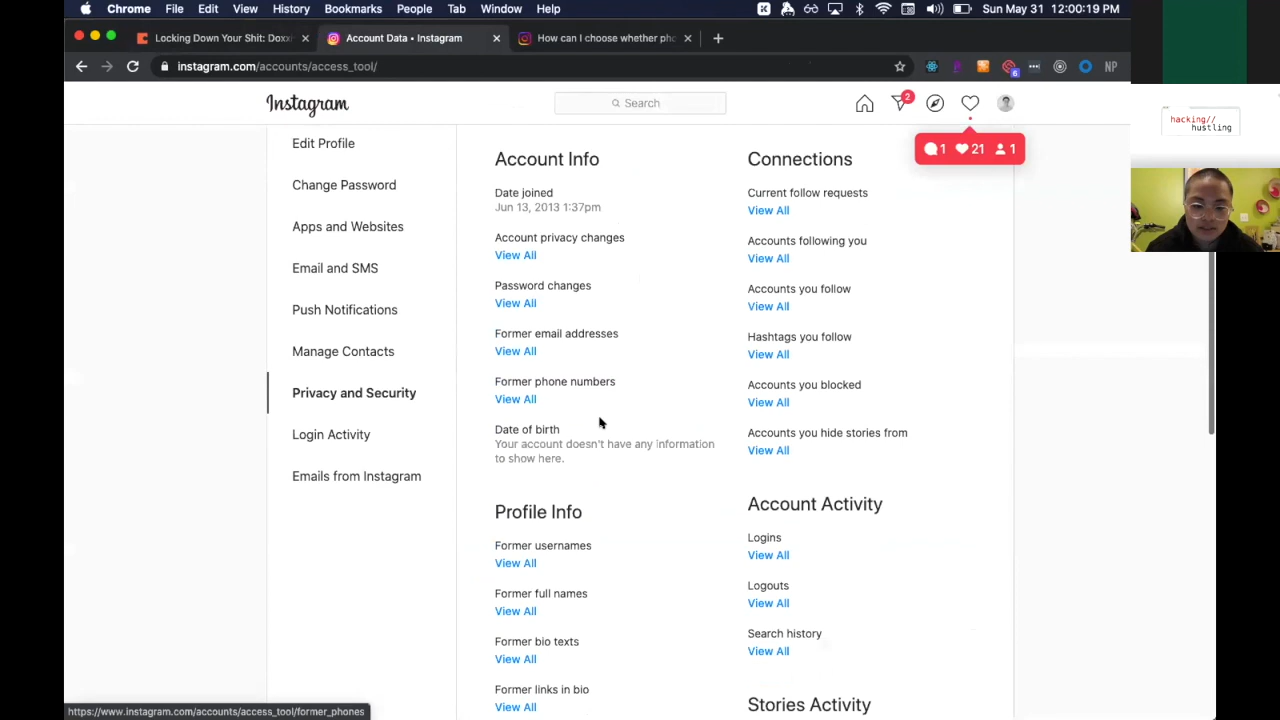 Chrome File Edit View History Bookmarks People Tab Window Help Sun May 31 12:00:19 PM
Locking Down Your Shit: Doxx
Account Data • Instagram
How can I choose whether pho
instagram.com/accounts/access_tool/
6
NP
Instagram
Search
2
1 21 1
hacking//
hustling
Edit Profile
Change Password
Apps and Websites
Email and SMS
Push Notifications
Manage Contacts
Privacy and Security
Login Activity
Emails from Instagram
Account Info
Date joined
Jun 13, 2013 1:37pm
Account privacy changes
View All
Password changes
View All
Former email addresses
View All
Former phone numbers
View All
Date of birth
Your account doesn't have any information
to show here.
Profile Info
Former usernames
View All
Former full names
View All
Former bio texts
View All
Former links in bio
View All
Connections
Current follow requests
View All
Accounts following you
View All
Accounts you follow
View All
Hashtags you follow
View All
Accounts you blocked
View All
Accounts you hide stories from
View All
Account Activity
Logins
View All
Logouts
View All
Search history
View All
Stories Activity
https://www.instagram.com/accounts/access_tool/former_phones